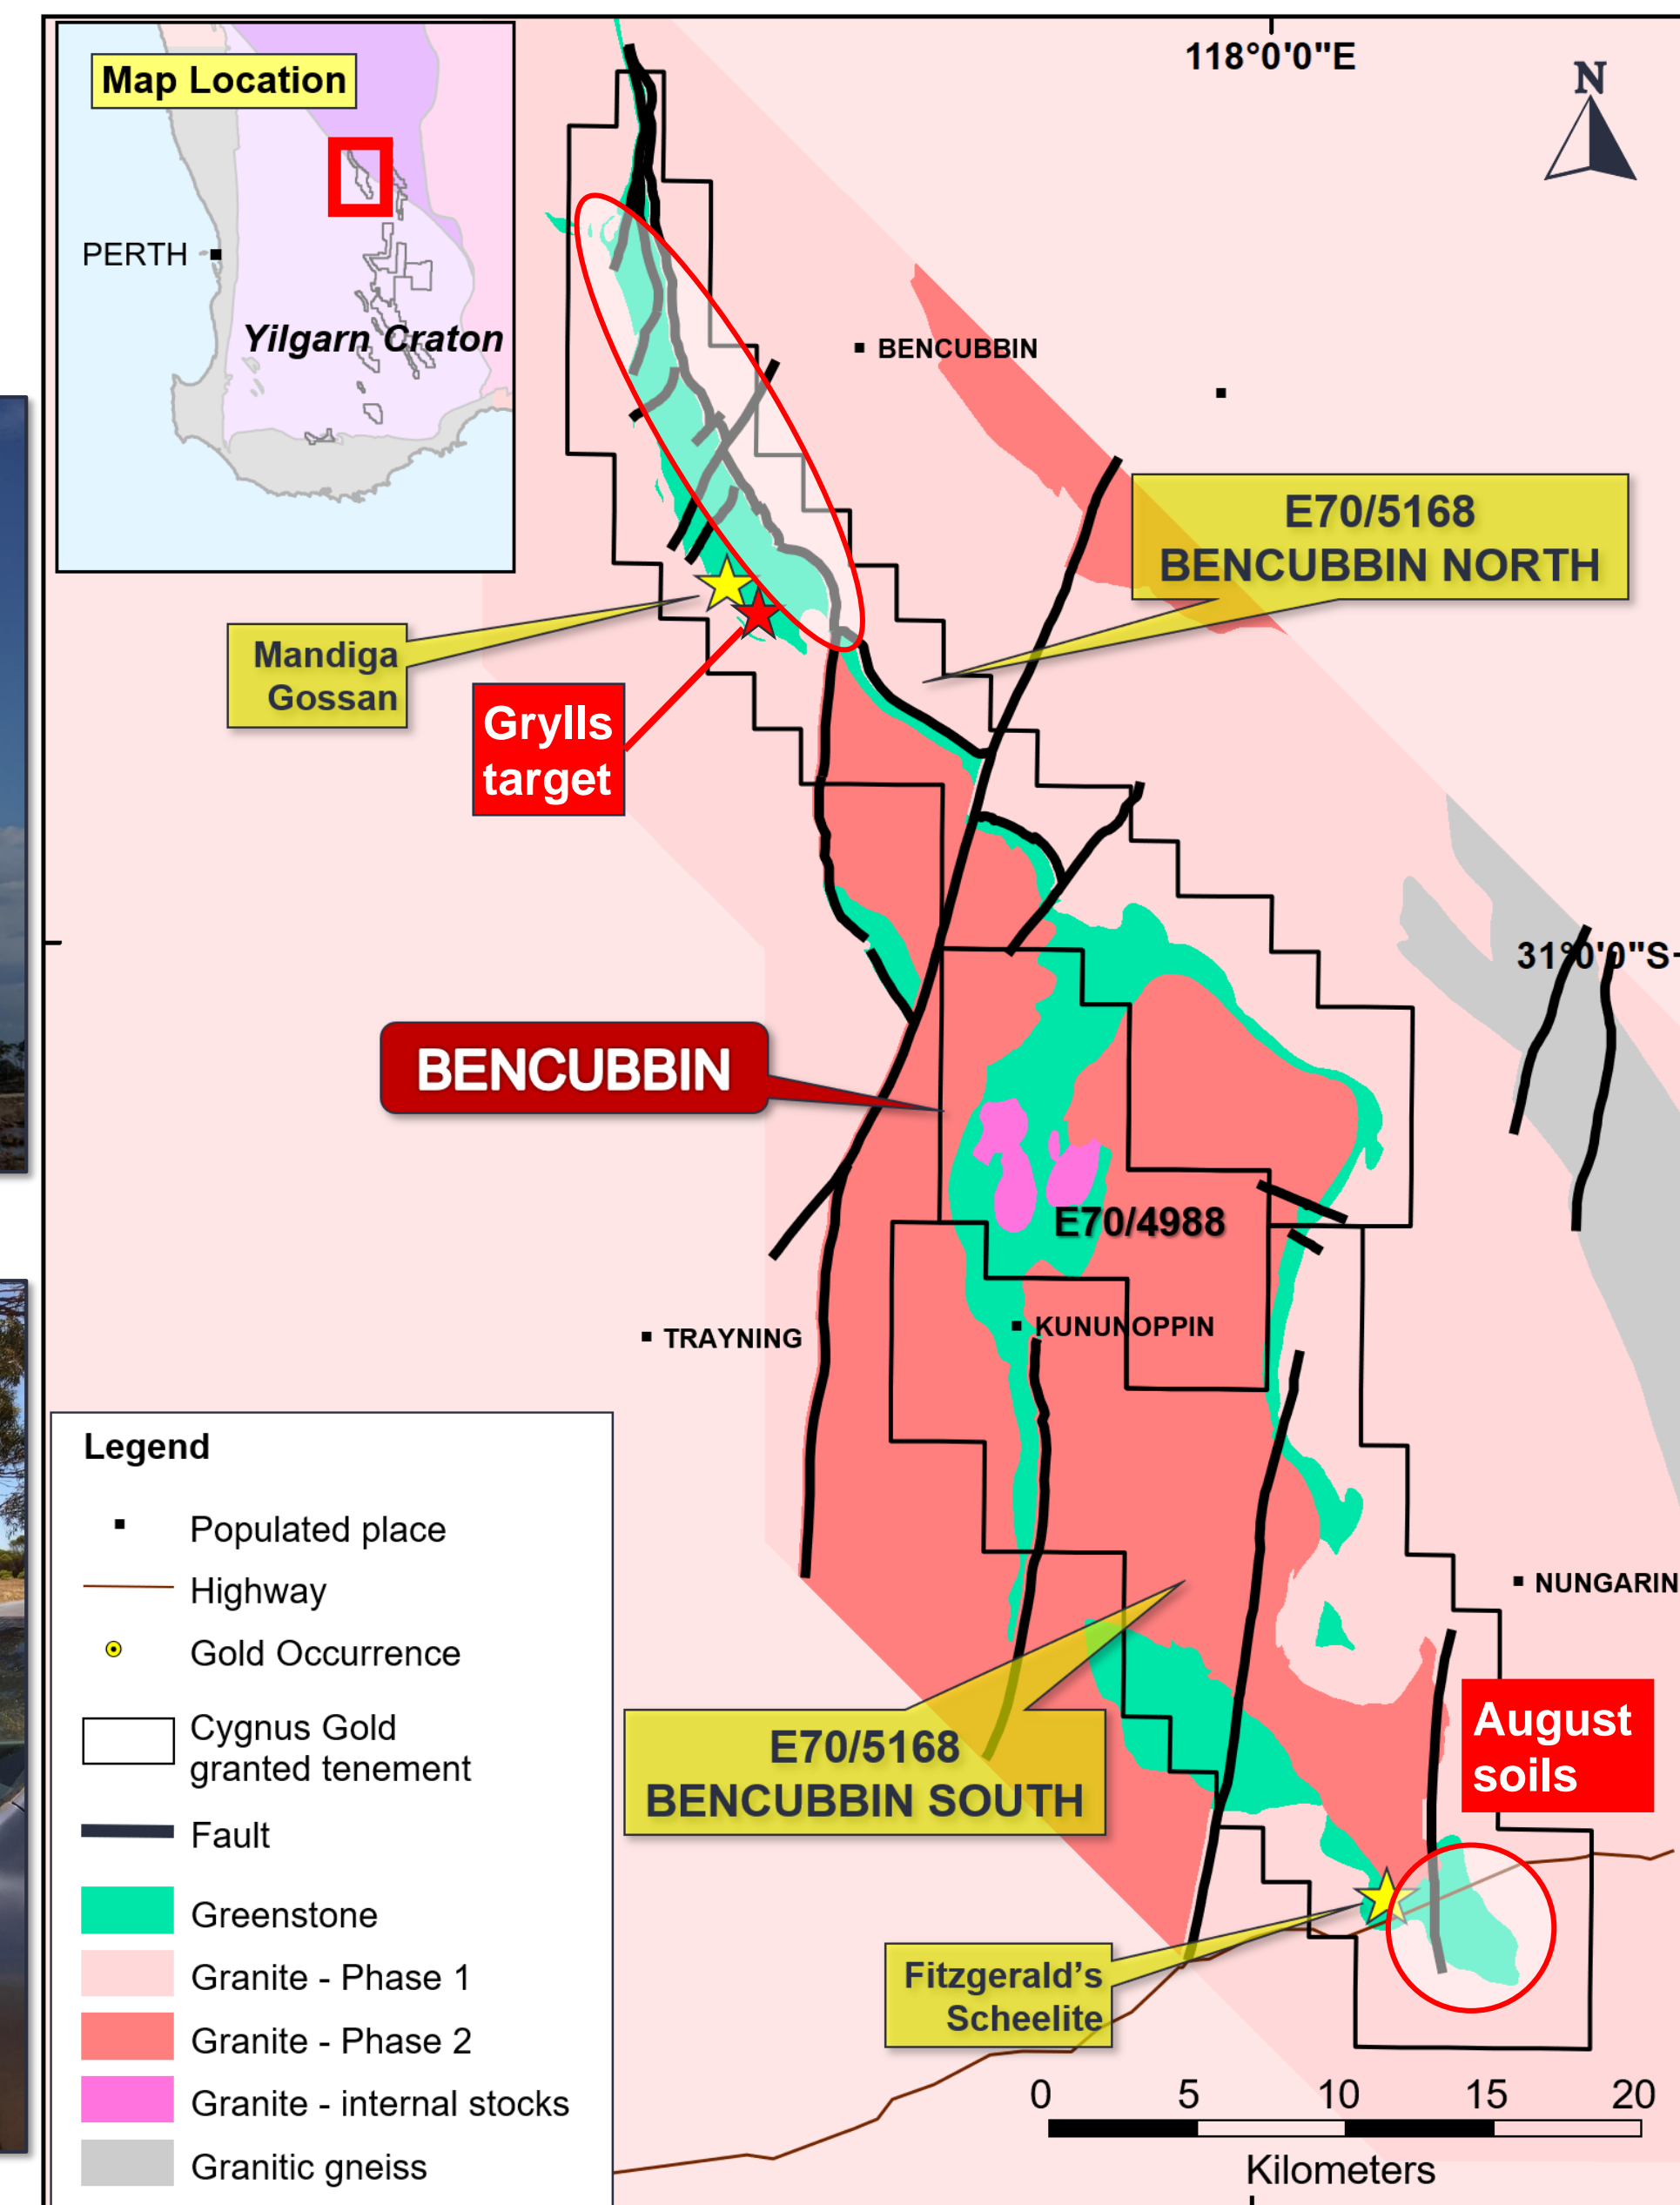 Map Location
PERTH
Yilgarn Craton
118°0'0"E
N
BENCUBBIN
E70/5168
BENCUBBIN NORTH
Mandiga
Gossan
Grylls
target
31°0'0"S
BENCUBBIN
E70/4988
KUNUNOPPIN
TRAYNING
NUNGARIN
August
soils
E70/5168
BENCUBBIN SOUTH
Fitzgerald's
Scheelite
Legend
Populated place
Highway
Gold Occurrence
Cygnus Gold
granted tenement
Fault
Greenstone
Granite - Phase 1
Granite - Phase 2
Granite - internal stocks
Granitic gneiss
0 5 10 15 20
Kilometers